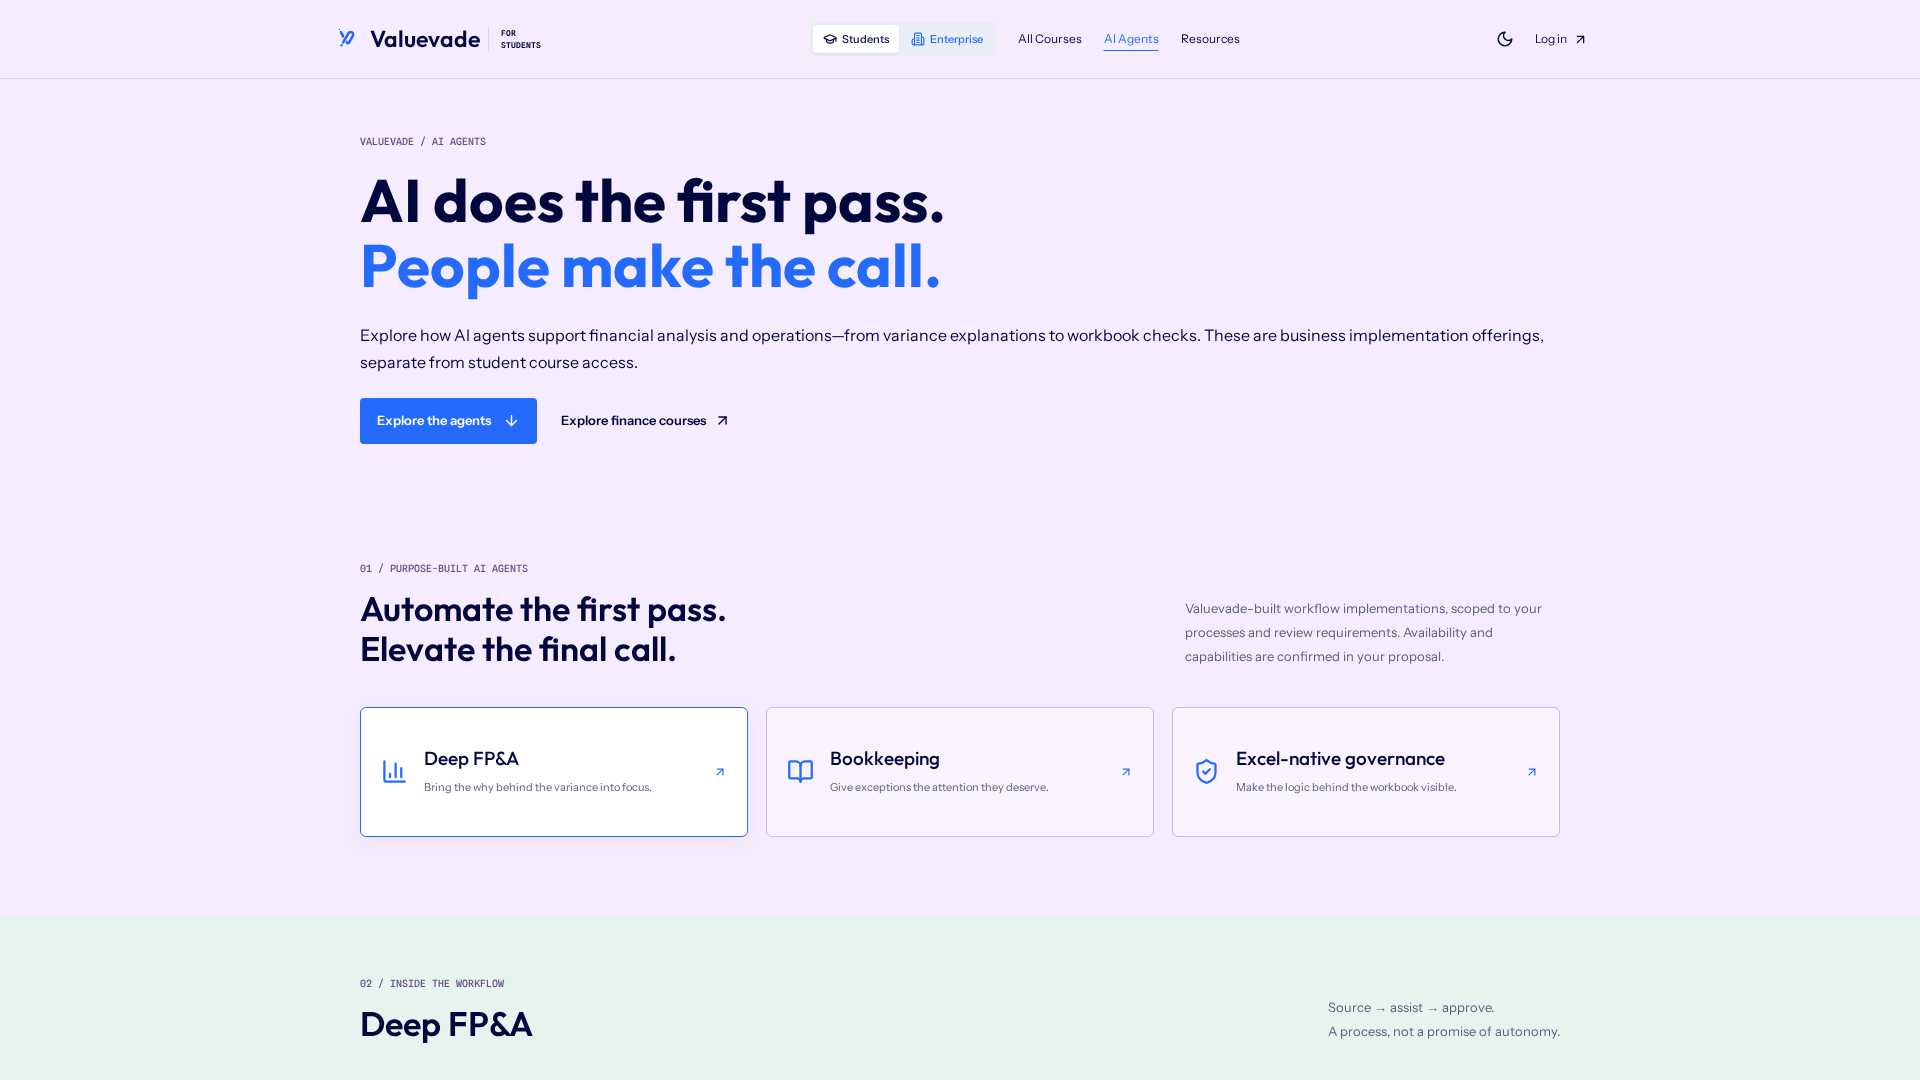 Valuevade
FOR
STUDENTS
Students
Enterprise
All Courses
AI Agents
Resources
Log in
VALUEVADE / AI AGENTS
AI does the first pass.
People make the call.
Explore how AI agents support financial analysis and operations—from variance explanations to workbook checks. These are business implementation offerings,
separate from student course access.
Explore the agents
Explore finance courses
01 / PURPOSE-BUILT AI AGENTS
Automate the first pass.
Elevate the final call.
Valuevade-built workflow implementations, scoped to your
processes and review requirements. Availability and
capabilities are confirmed in your proposal.
Deep FP&A
Bring the why behind the variance into focus.
Bookkeeping
Give exceptions the attention they deserve.
Excel-native governance
Make the logic behind the workbook visible.
02 / INSIDE THE WORKFLOW
Deep FP&A
Source → assist → approve.
A process, not a promise of autonomy.